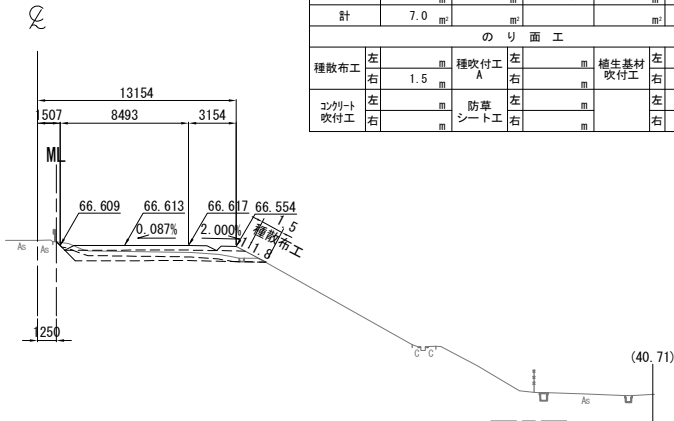 m m m²
計 7.0 m² m² m²
のり面工
種散布工 左 m 種吹付工A 左 m 植生基材吹付工 左
右 1.5 m 右 m 右
コンクリート吹付工 左 m 防草シート工 左 m 左
右 m 右 m 右
℄
13154
1507 8493 3154
ML
66.609 66.613 66.617 66.554
0.087% 2.000%
1.5
種散布工
1:1.8
As As
1250
C C
As
(40.71)